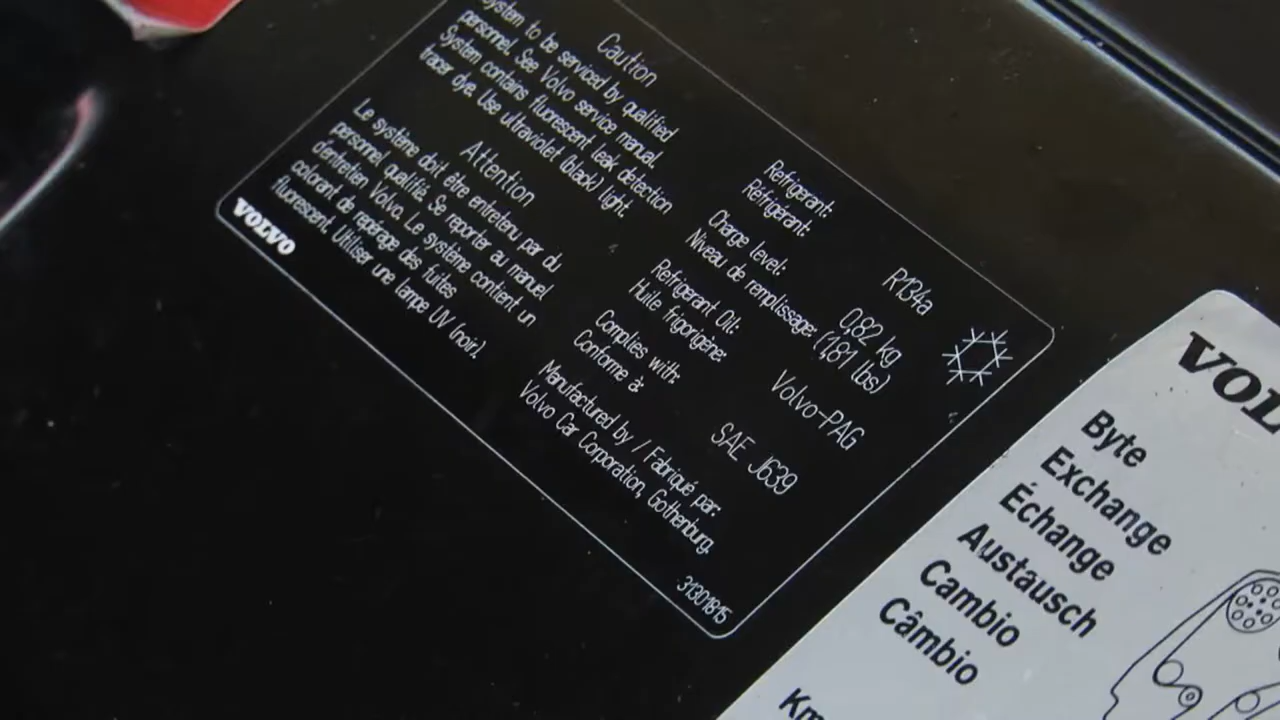 Caution
System to be serviced by qualified
personnel. See Volvo service manual.
System contains fluorescent leak detection
tracer dye. Use ultraviolet (black) light.
Attention
Le système doit être entretenu par du
personnel qualifié. Se reporter au manuel
d'entretien Volvo. Le système contient un
colorant de repérage des fuites
fluorescent. Utiliser une lampe UV (noir).
VOLVO
Refrigerant:
Réfrigérant: R134a
Charge level: 0,82 kg
Niveau de remplissage: (1,81 lbs)
Refrigerant Oil:
Huile frigorigène: Volvo-PAG
Complies with:
Conforme à: SAE J639
Manufactured by / Fabriqué par:
Volvo Car Corporation, Gothenburg.
31301815
VOL
Byte
Exchange
Échange
Austausch
Cambio
Câmbio
Km